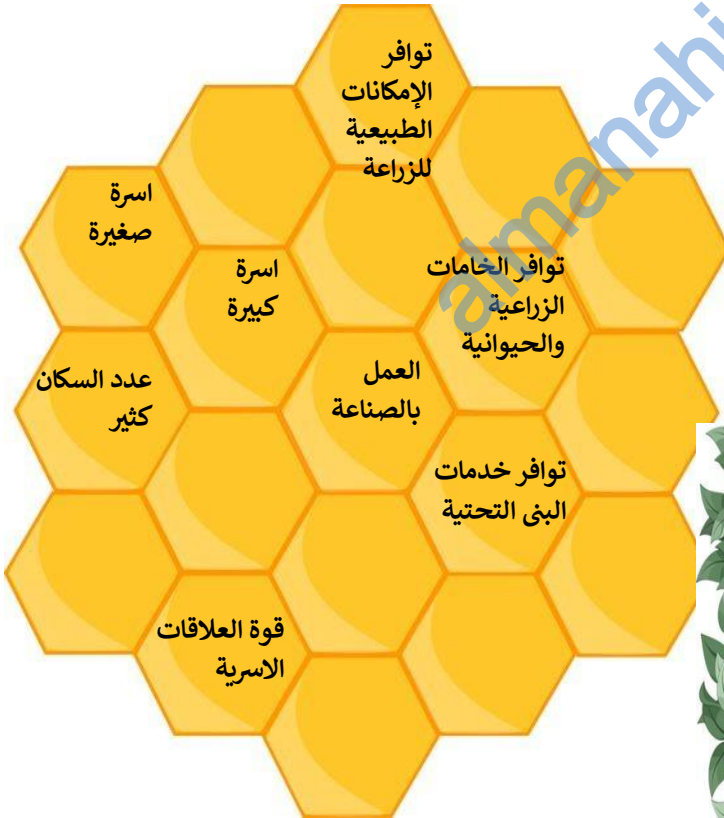 توافر
الإمكانات
الطبيعية
للزراعة
اسرة
صغيرة
توافر الخامات
الزراعية
والحيوانية
اسرة
كبيرة
العمل
بالصناعة
عدد السكان
كثير
توافر خدمات
البنى التحتية
قوة العلاقات
الاسرية
almanahj